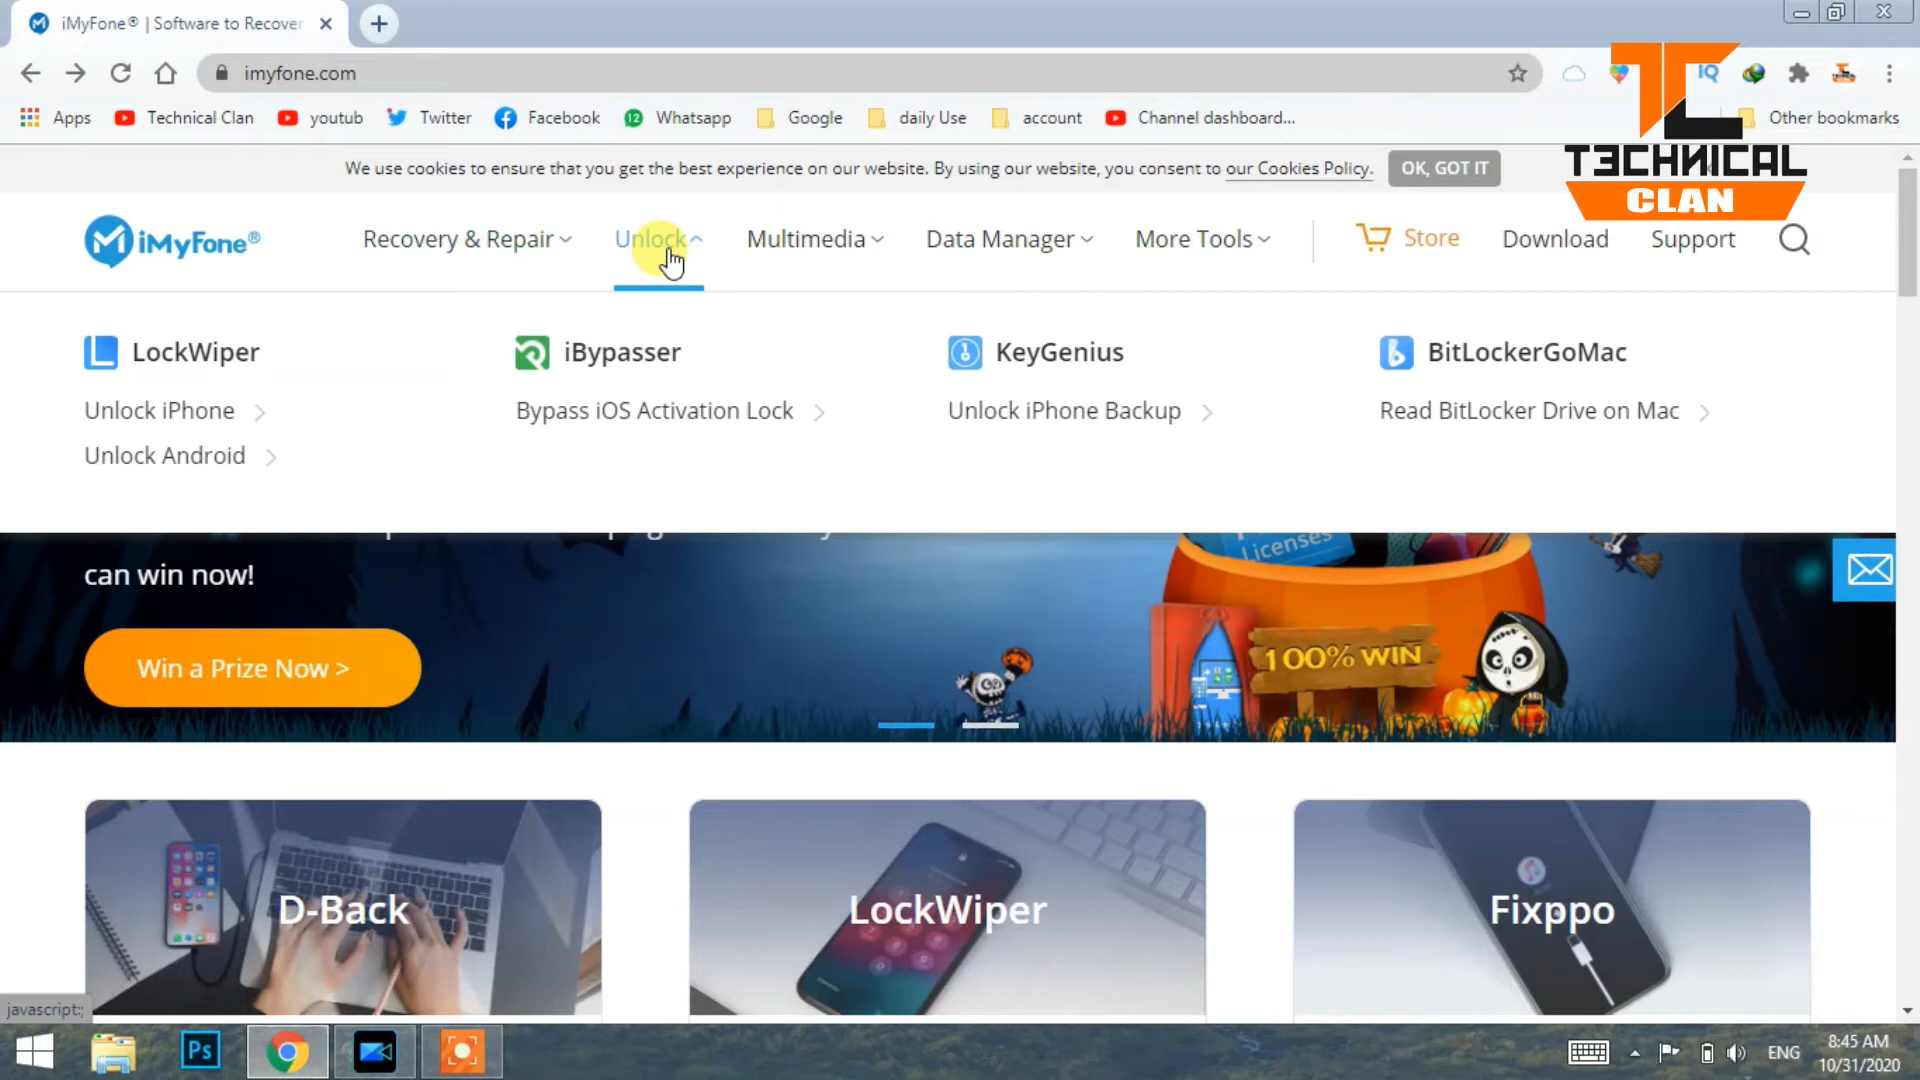 iMyFone® | Software to Recover
imyfone.com
Apps Technical Clan youtub Twitter Facebook 12 Whatsapp Google daily Use account Channel dashboard... Other bookmarks
IQ
TC
TECHNICAL
CLAN
We use cookies to ensure that you get the best experience on our website. By using our website, you consent to our Cookies Policy. OK, GOT IT
iMyFone® Recovery & Repair Unlock Multimedia Data Manager More Tools Store Download Support
LockWiper iBypasser KeyGenius BitLockerGoMac
Unlock iPhone > Bypass iOS Activation Lock > Unlock iPhone Backup > Read BitLocker Drive on Mac >
Unlock Android >
Licenses
can win now!
Win a Prize Now >
100% WIN
D-Back LockWiper Fixppo
javascript:;
Ps
ENG
8:45 AM
10/31/2020